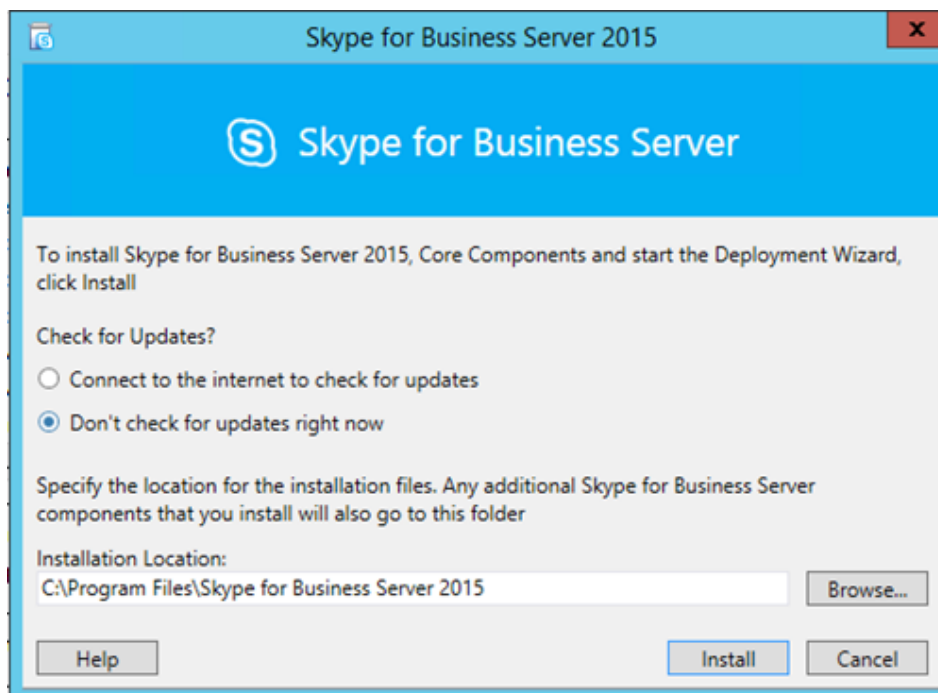 Skype for Business Server 2015
Skype for Business Server
To install Skype for Business Server 2015, Core Components and start the Deployment Wizard,
click Install
Check for Updates?
Connect to the internet to check for updates
Don't check for updates right now
Specify the location for the installation files. Any additional Skype for Business Server
components that you install will also go to this folder
Installation Location:
C:\Program Files\Skype for Business Server 2015
Browse...
Help
Install
Cancel